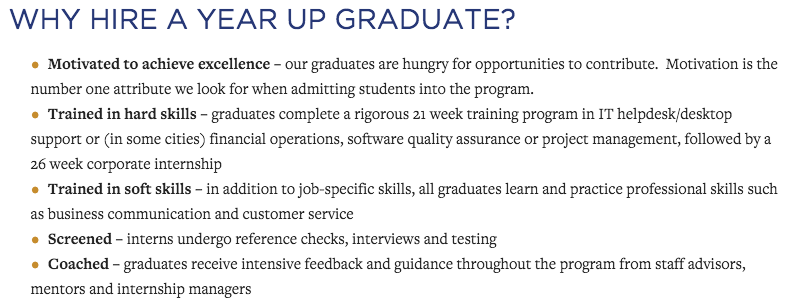 WHY HIRE A YEAR UP GRADUATE?
• Motivated to achieve excellence – our graduates are hungry for opportunities to contribute.  Motivation is the
number one attribute we look for when admitting students into the program.
• Trained in hard skills – graduates complete a rigorous 21 week training program in IT helpdesk/desktop
support or (in some cities) financial operations, software quality assurance or project management, followed by a
26 week corporate internship
• Trained in soft skills – in addition to job-specific skills, all graduates learn and practice professional skills such
as business communication and customer service
• Screened – interns undergo reference checks, interviews and testing
• Coached – graduates receive intensive feedback and guidance throughout the program from staff advisors,
mentors and internship managers